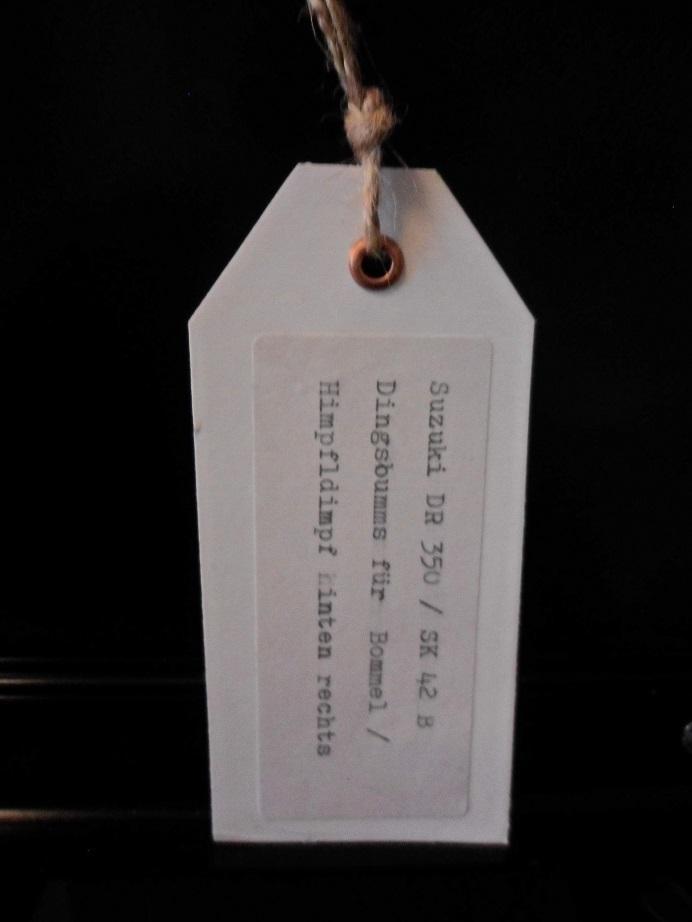 Suzuki DR 350 / SK 42 B
Dingsbumms für Bommel /
Himpfldimpf hinten rechts